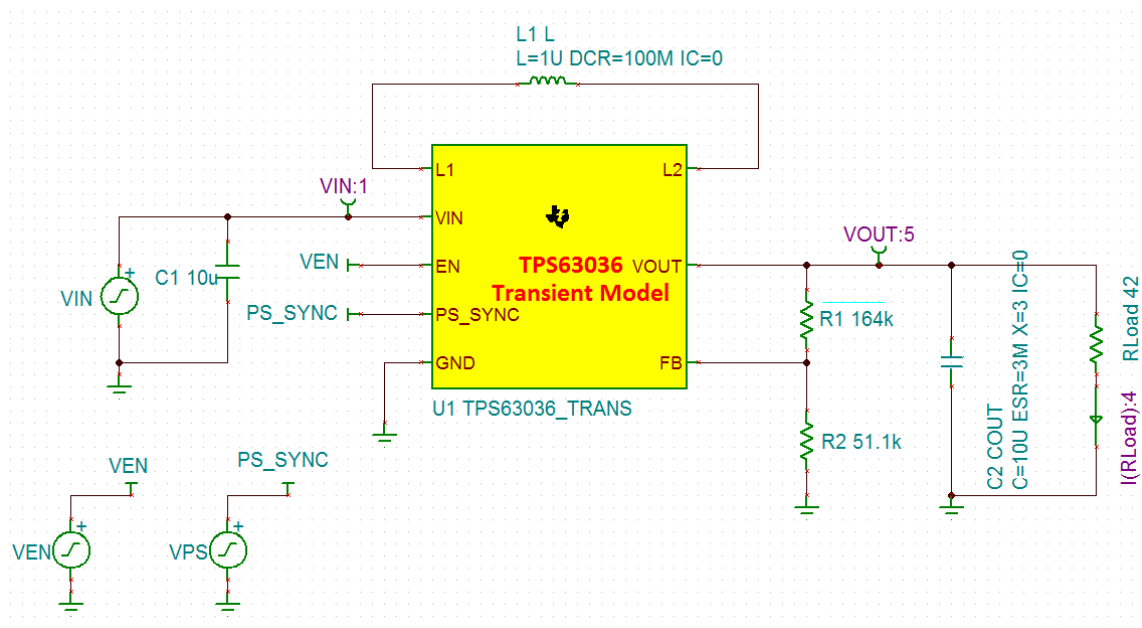 L1 L
L=1U DCR=100M IC=0
L1
L2
VIN:1
VIN
VOUT:5
VEN
EN
TPS63036
VOUT
C1 10u
VIN
Transient Model
PS_SYNC
PS_SYNC
R1 164k
RLoad 42
GND
FB
U1 TPS63036_TRANS
R2 51.1k
C2 COUT
C=10U ESR=3M X=3 IC=0
I(RLoad):4
VEN
PS_SYNC
+
+
+
VEN
VPS